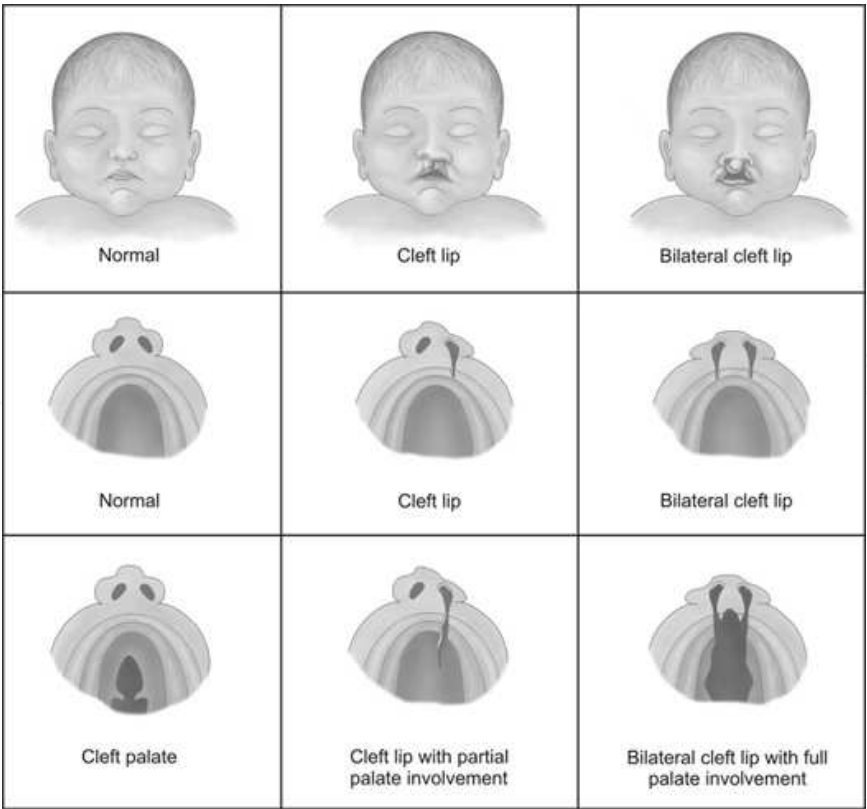 Normal
Cleft lip
Bilateral cleft lip
Normal
Cleft lip
Bilateral cleft lip
Cleft palate
Cleft lip with partial
palate involvement
Bilateral cleft lip with full
palate involvement